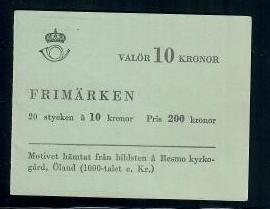 VALÖR 10 KRONOR
FRIMÄRKEN
20 stycken à 10 kronor Pris 200 kronor
Motivet hämtat från bildsten å Resmo kyrko-
gård, Öland (1000-talet e. Kr.)